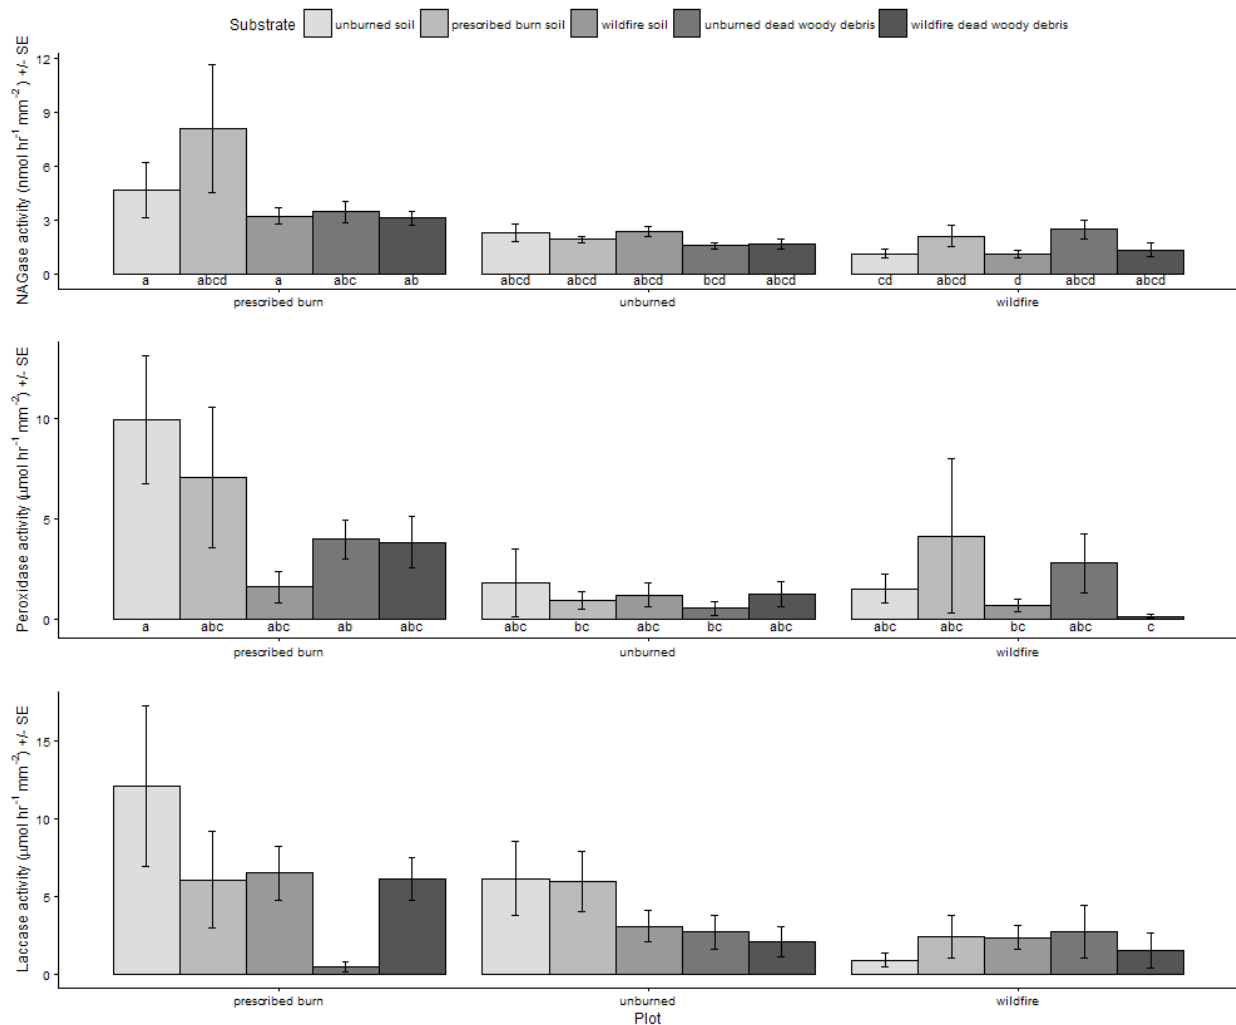 Substrate unburned soil prescribed burn soil wildfire soil unburned dead woody debris wildfire dead woody debris
NAGase activity (nmol hr⁻¹ mm⁻²) +/- SE
12
9
6
3
0
a abcd a abc ab abcd abcd abcd bcd abcd cd abcd d abcd abcd
prescribed burn unburned wildfire
Peroxidase activity (µmol hr⁻¹ mm⁻²) +/- SE
10
5
0
a abc abc ab abc abc bc abc bc abc abc abc bc abc c
prescribed burn unburned wildfire
Laccase activity (µmol hr⁻¹ mm⁻²) +/- SE
15
10
5
0
prescribed burn unburned wildfire
Plot